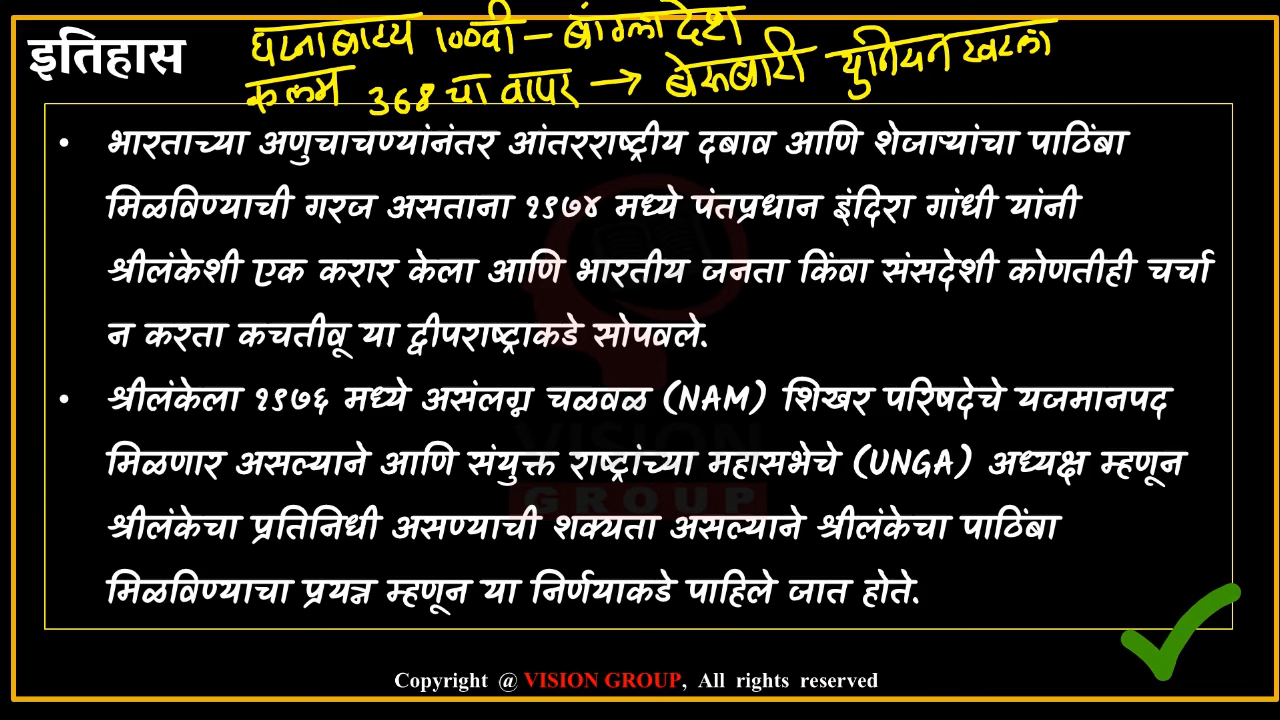 इतिहास
घटनाबाह्य 100वी – बांग्लादेश
कलम 368 चा वापर → बेरुबारी युनियन खटला
• भारताच्या अणुचाचण्यांनंतर आंतरराष्ट्रीय दबाव आणि शेजाऱ्यांचा पाठिंबा
मिळविण्याची गरज असताना १९७४ मध्ये पंतप्रधान इंदिरा गांधी यांनी
श्रीलंकेशी एक करार केला आणि भारतीय जनता किंवा संसदेशी कोणतीही चर्चा
न करता कचतीवू या द्वीपराष्ट्राकडे सोपवले.
• श्रीलंकेला १९७६ मध्ये असंलग्न चळवळ (NAM) शिखर परिषदेचे यजमानपद
मिळणार असल्याने आणि संयुक्त राष्ट्रांच्या महासभेचे (UNGA) अध्यक्ष म्हणून
श्रीलंकेचा प्रतिनिधी असण्याची शक्यता असल्याने श्रीलंकेचा पाठिंबा
मिळविण्याचा प्रयत्न म्हणून या निर्णयाकडे पाहिले जात होते.
VISION
GROUP
Copyright @ VISION GROUP, All rights reserved